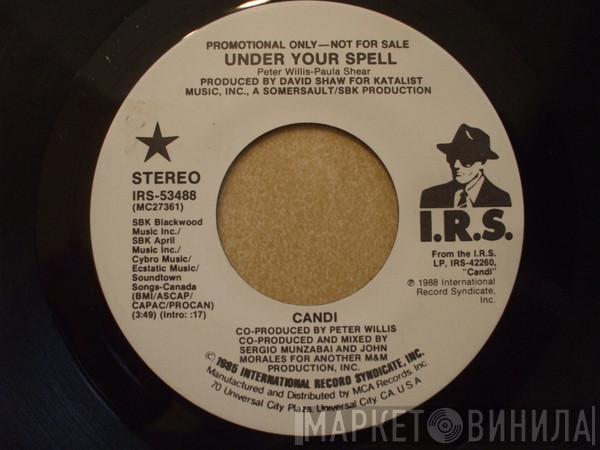 PROMOTIONAL ONLY—NOT FOR SALE
UNDER YOUR SPELL
Peter Willis-Paula Shear
PRODUCED BY DAVID SHAW FOR KATALIST
MUSIC, INC., A SOMERSAULT/SBK PRODUCTION
STEREO
IRS-53488
(MC27361)
SBK Blackwood
Music Inc./
SBK April
Music Inc./
Cybro Music/
Ecstatic Music/
Soundtown
Songs-Canada
(BMI/ASCAP/
CAPAC/PROCAN)
(3:49) (Intro: :17)
I.R.S.
From the I.R.S.
LP, IRS-42260,
"Candi"
℗ 1988 International
Record Syndicate,
Inc.
CANDI
CO-PRODUCED BY PETER WILLIS
CO-PRODUCED AND MIXED BY
SERGIO MUNZABAI AND JOHN
MORALES FOR ANOTHER M&M
PRODUCTION, INC.
© 1985 INTERNATIONAL RECORD SYNDICATE, INC.
Manufactured and Distributed by MCA Records, Inc.
70 Universal City Plaza, Universal City, CA. U.S.A
МАРКЕТ ВИНИЛА